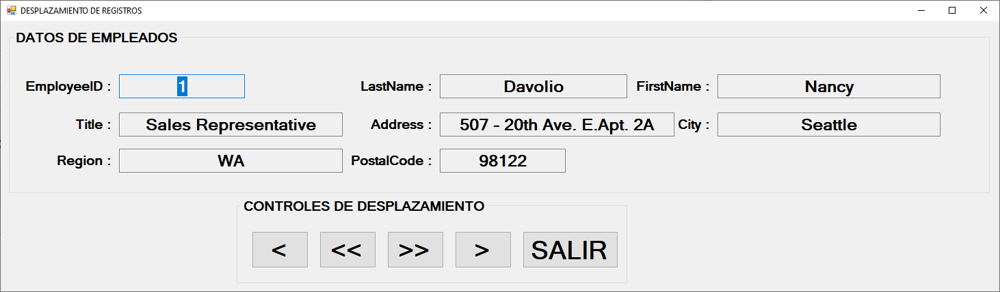 DESPLAZAMIENTO DE REGISTROS
DATOS DE EMPLEADOS
EmployeeID : 1 LastName : Davolio FirstName : Nancy
Title : Sales Representative Address : 507 - 20th Ave. E.Apt. 2A City : Seattle
Region : WA PostalCode : 98122
CONTROLES DE DESPLAZAMIENTO
< << >> > SALIR